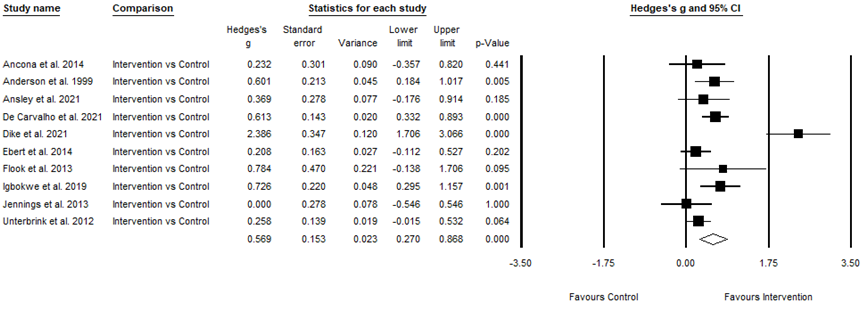 Study name Comparison Statistics for each study Hedges's g and 95% CI
Hedges's Standard Lower Upper
g error Variance limit limit p-Value
Ancona et al. 2014 Intervention vs Control 0.232 0.301 0.090 -0.357 0.820 0.441
Anderson et al. 1999 Intervention vs Control 0.601 0.213 0.045 0.184 1.017 0.005
Ansley et al. 2021 Intervention vs Control 0.369 0.278 0.077 -0.176 0.914 0.185
De Carvalho et al. 2021 Intervention vs Control 0.613 0.143 0.020 0.332 0.893 0.000
Dike et al. 2021 Intervention vs Control 2.386 0.347 0.120 1.706 3.066 0.000
Ebert et al. 2014 Intervention vs Control 0.208 0.163 0.027 -0.112 0.527 0.202
Flook et al. 2013 Intervention vs Control 0.784 0.470 0.221 -0.138 1.706 0.095
Igbokwe et al. 2019 Intervention vs Control 0.726 0.220 0.048 0.295 1.157 0.001
Jennings et al. 2013 Intervention vs Control 0.000 0.278 0.078 -0.546 0.546 1.000
Unterbrink et al. 2012 Intervention vs Control 0.258 0.139 0.019 -0.015 0.532 0.064
0.569 0.153 0.023 0.270 0.868 0.000
-3.50 -1.75 0.00 1.75 3.50
Favours Control Favours Intervention